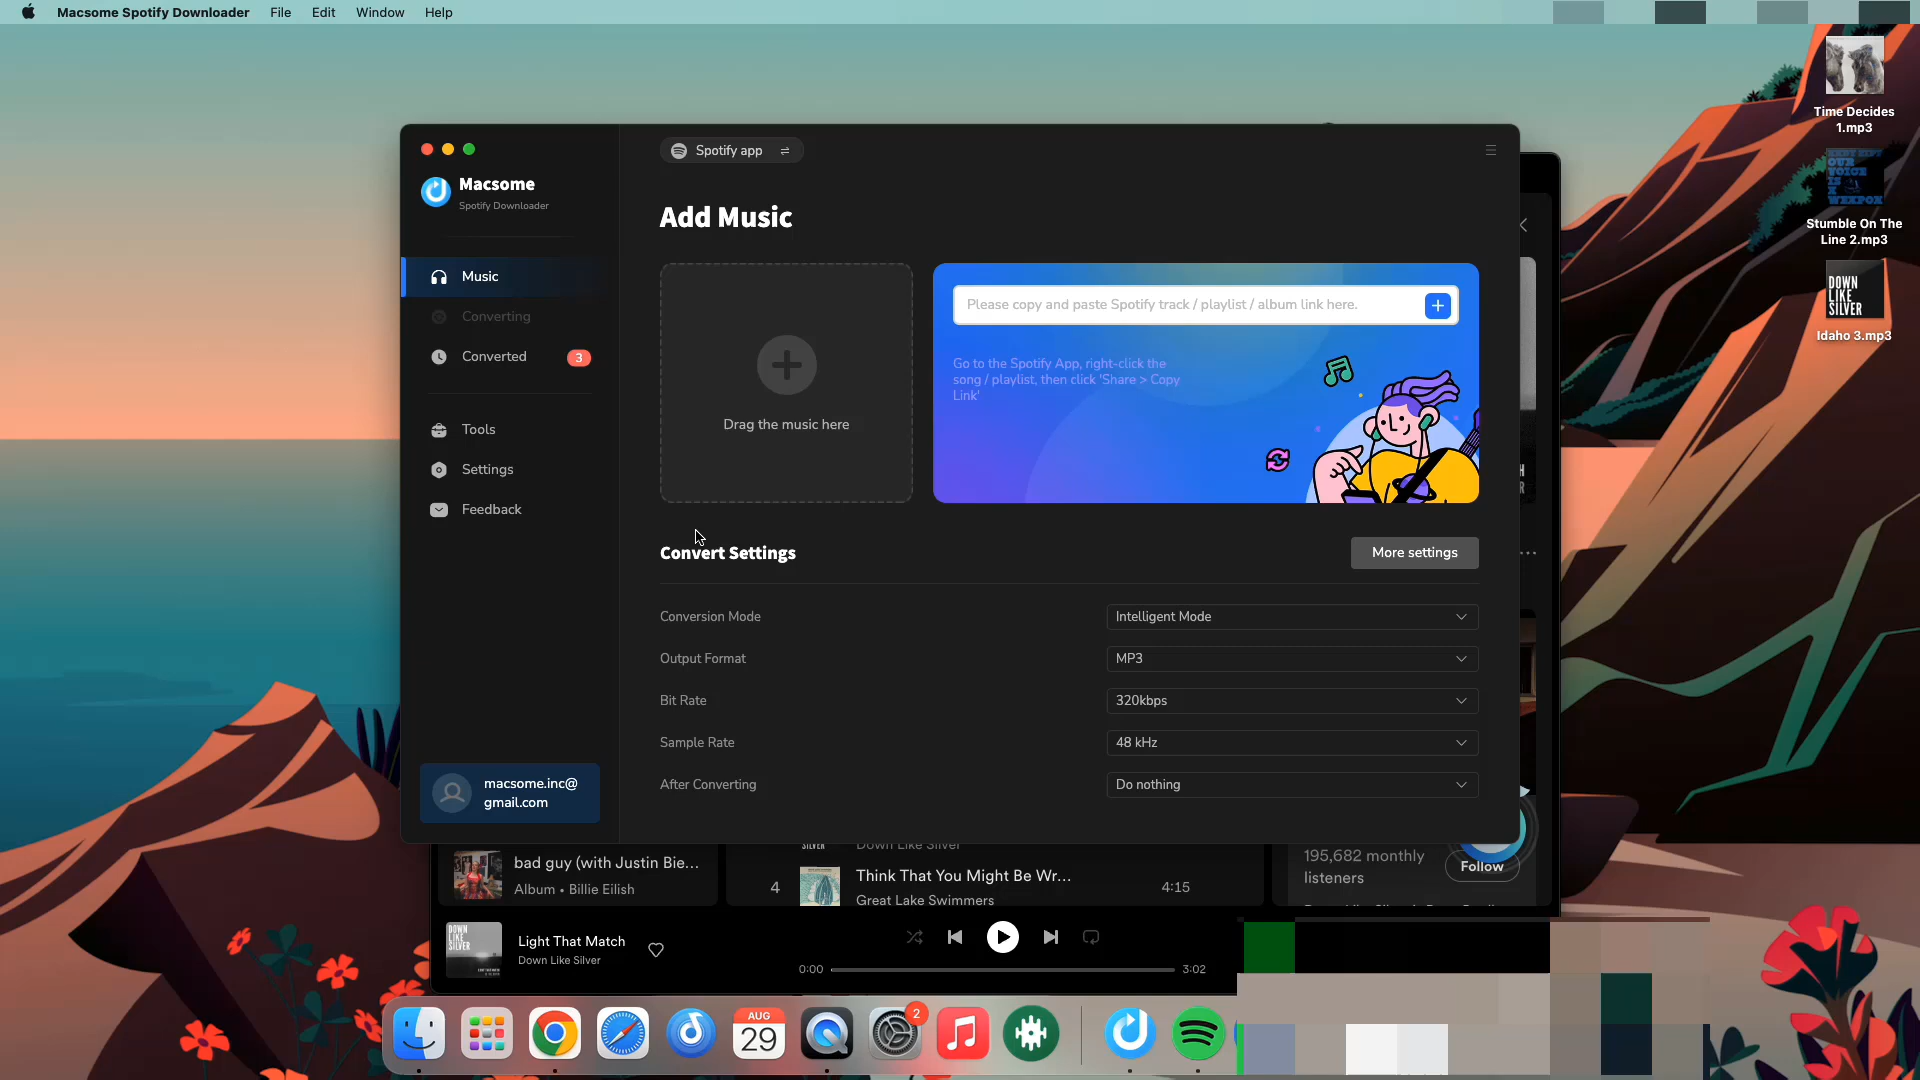 Macsome Spotify Downloader File Edit Window Help
Time Decides
1.mp3
Stumble On The
Line 2.mp3
DOWN
LIKE
SILVER
Idaho 3.mp3
Spotify app
Macsome
Spotify Downloader
Music
Converting
Converted 3
Tools
Settings
Feedback
macsome.inc@
gmail.com
Add Music
Drag the music here
Please copy and paste Spotify track / playlist / album link here.
Go to the Spotify App, right-click the
song / playlist, then click 'Share > Copy
Link'
Convert Settings
More settings
Conversion Mode Intelligent Mode
Output Format MP3
Bit Rate 320kbps
Sample Rate 48 kHz
After Converting Do nothing
bad guy (with Justin Bie...
Album • Billie Eilish
Down Like Silver
4 Think That You Might Be Wr... 4:15
Great Lake Swimmers
195,682 monthly
listeners
Follow
DOWN
LIKE
SILVER
Light That Match
Down Like Silver
0:00 3:02
AUG
29
2